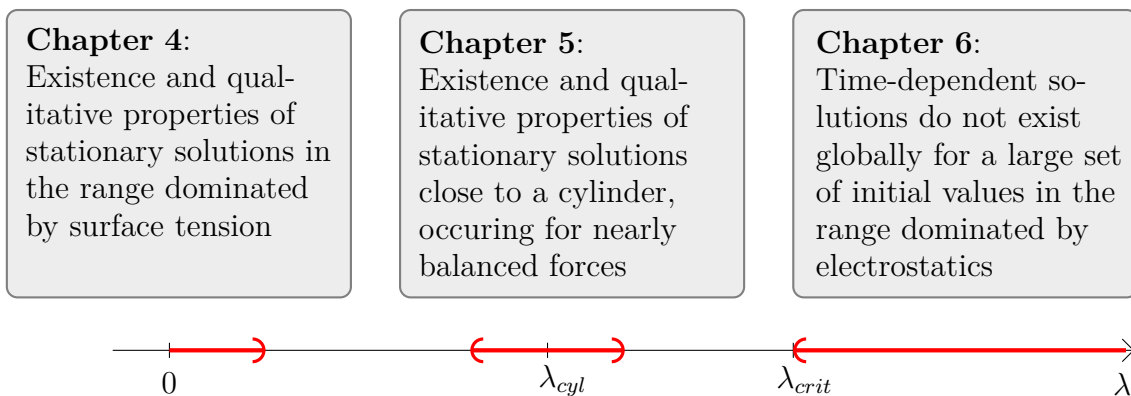 Chapter 4:
Existence and qual-
itative properties of
stationary solutions in
the range dominated
by surface tension
Chapter 5:
Existence and qual-
itative properties of
stationary solutions
close to a cylinder,
occuring for nearly
balanced forces
Chapter 6:
Time-dependent so-
lutions do not exist
globally for a large set
of initial values in the
range dominated by
electrostatics
0
λcyl
λcrit
λ